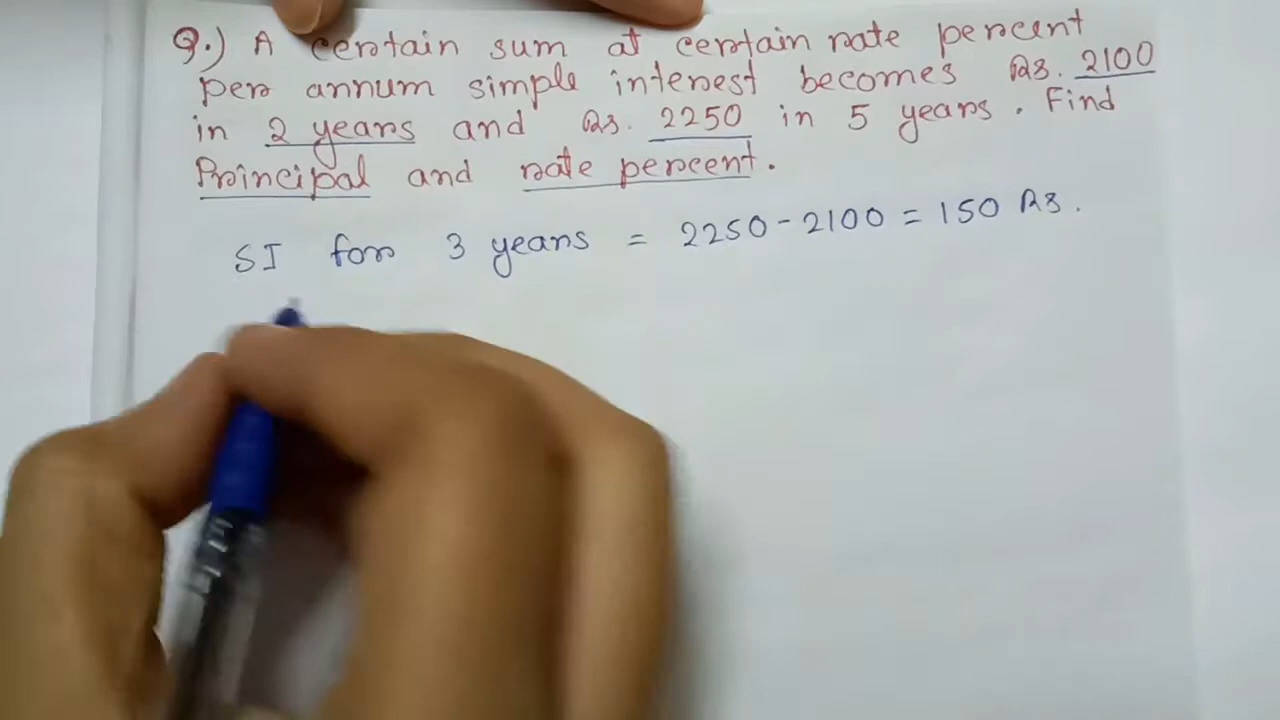 Q.) A certain sum at certain rate percent
per annum simple interest becomes Rs. 2100
in 2 years and Rs. 2250 in 5 years. Find
Principal and rate percent.
SI for 3 years = 2250 - 2100 = 150 Rs.